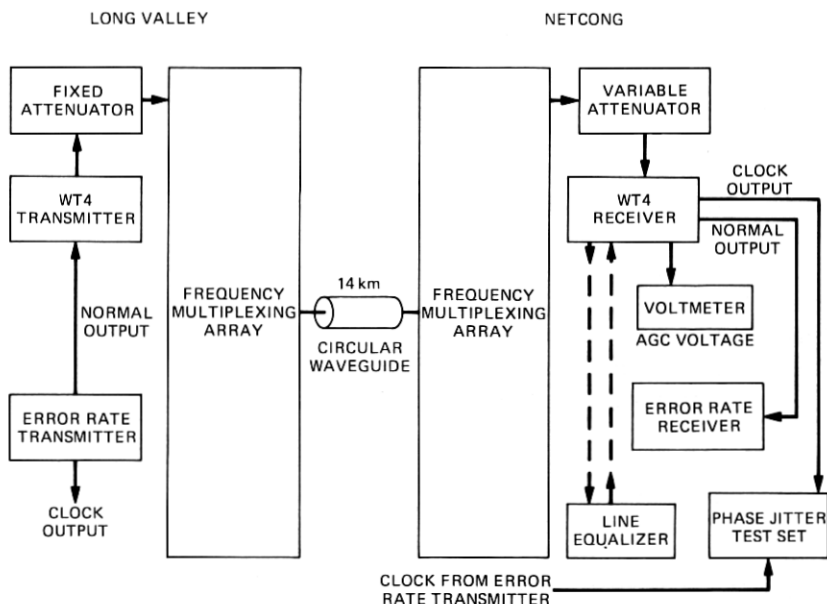 LONG VALLEY
NETCONG
FIXED
ATTENUATOR
VARIABLE
ATTENUATOR
WT4
TRANSMITTER
WT4
RECEIVER
CLOCK
OUTPUT
NORMAL
OUTPUT
NORMAL
OUTPUT
FREQUENCY
MULTIPLEXING
ARRAY
14 km
CIRCULAR
WAVEGUIDE
FREQUENCY
MULTIPLEXING
ARRAY
VOLTMETER
AGC VOLTAGE
ERROR RATE
TRANSMITTER
ERROR RATE
RECEIVER
CLOCK
OUTPUT
LINE
EQUALIZER
PHASE JITTER
TEST SET
CLOCK FROM ERROR
RATE TRANSMITTER